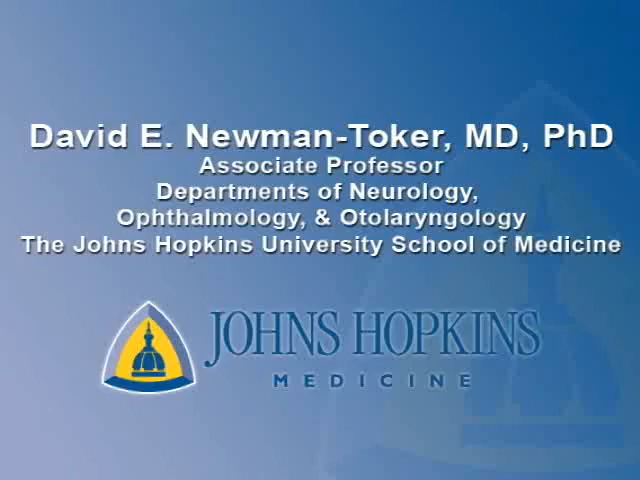 David E. Newman-Toker, MD, PhD
Associate Professor
Departments of Neurology,
Ophthalmology, & Otolaryngology
The Johns Hopkins University School of Medicine
JOHNS HOPKINS
MEDICINE